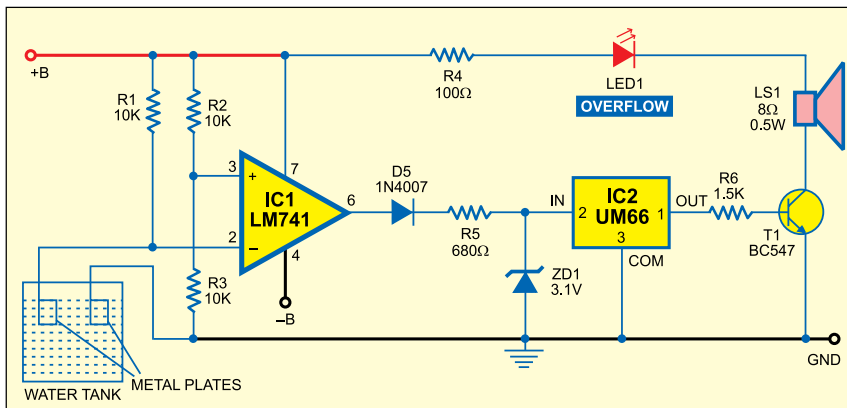 +B
R1
10K
R2
10K
R4
100Ω
LED1
OVERFLOW
LS1
8Ω
0.5W
3
+
7
IC1
LM741
6
2
–
4
D5
1N4007
R5
680Ω
IN
2
IC2
UM66
1
3
OUT
COM
R6
1.5K
T1
BC547
R3
10K
–B
ZD1
3.1V
GND
WATER TANK
METAL PLATES